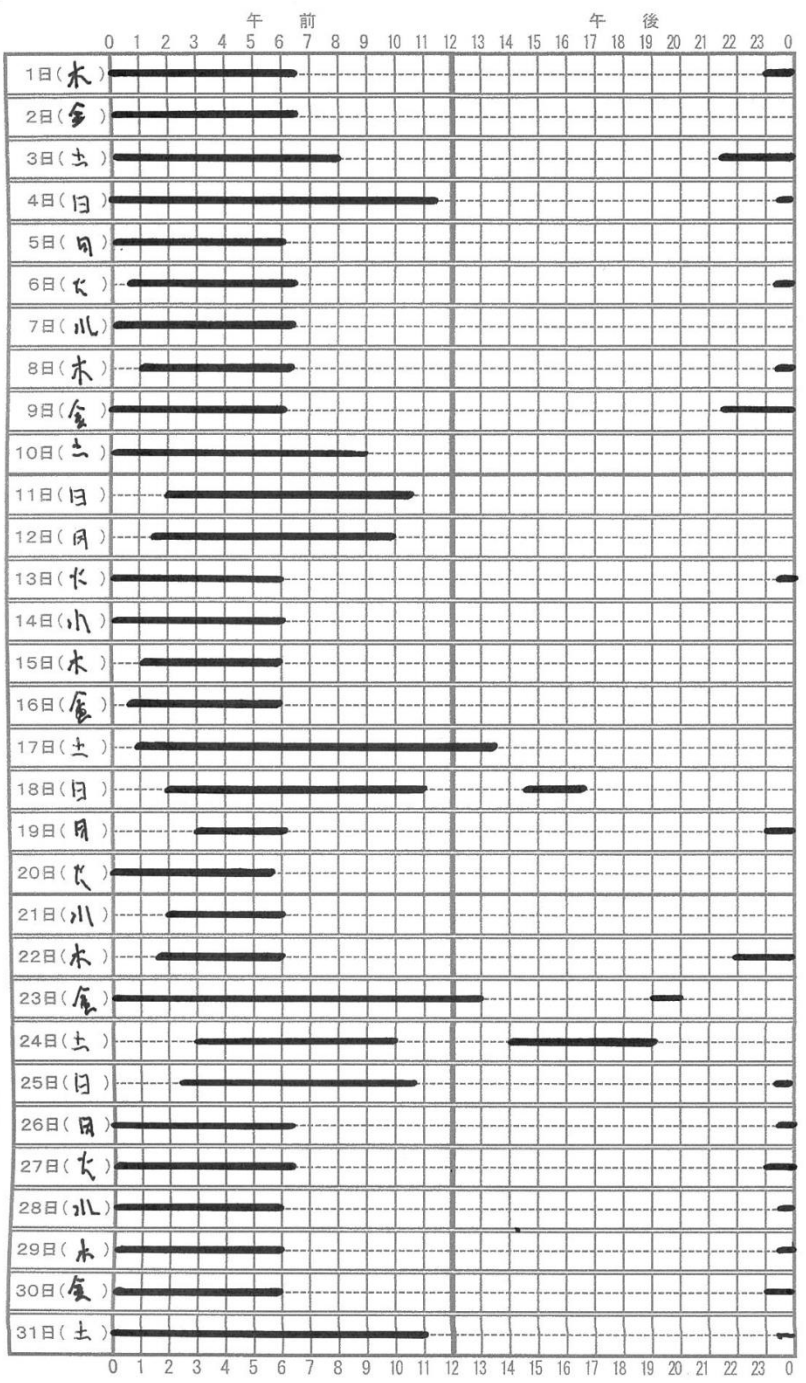 午 前 午 後
0 1 2 3 4 5 6 7 8 9 10 11 12 13 14 15 16 17 18 19 20 21 22 23 0
1日(木)
2日(金)
3日(土)
4日(日)
5日(月)
6日(火)
7日(水)
8日(木)
9日(金)
10日(土)
11日(日)
12日(月)
13日(火)
14日(水)
15日(木)
16日(金)
17日(土)
18日(日)
19日(月)
20日(火)
21日(水)
22日(木)
23日(金)
24日(土)
25日(日)
26日(月)
27日(火)
28日(水)
29日(木)
30日(金)
31日(土)
0 1 2 3 4 5 6 7 8 9 10 11 12 13 14 15 16 17 18 19 20 21 22 23 0